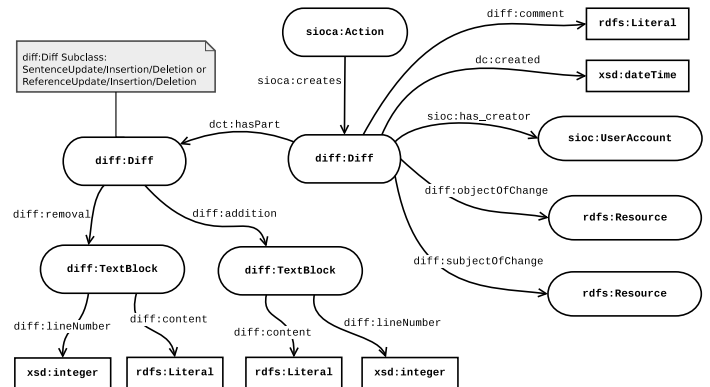 diff:comment
rdfs:Literal
sioca:Action
diff:Diff Subclass:
SentenceUpdate/Insertion/Deletion or
ReferenceUpdate/Insertion/Deletion
dc:created
xsd:dateTime
sioca:creates
sioc:has_creator
dct:hasPart
sioc:UserAccount
diff:Diff
diff:Diff
diff:objectOfChange
diff:removal
diff:addition
rdfs:Resource
diff:subjectOfChange
diff:TextBlock
diff:TextBlock
rdfs:Resource
diff:lineNumber
diff:content
diff:content
diff:lineNumber
xsd:integer
rdfs:Literal
rdfs:Literal
xsd:integer